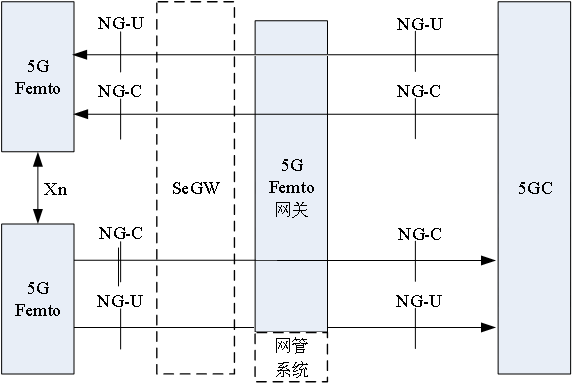 NG-U
NG-U
5G
Femto
NG-C
NG-C
Xn
SeGW
5G
Femto
网关
5GC
NG-C
NG-C
5G
Femto
NG-U
NG-U
网管
系统